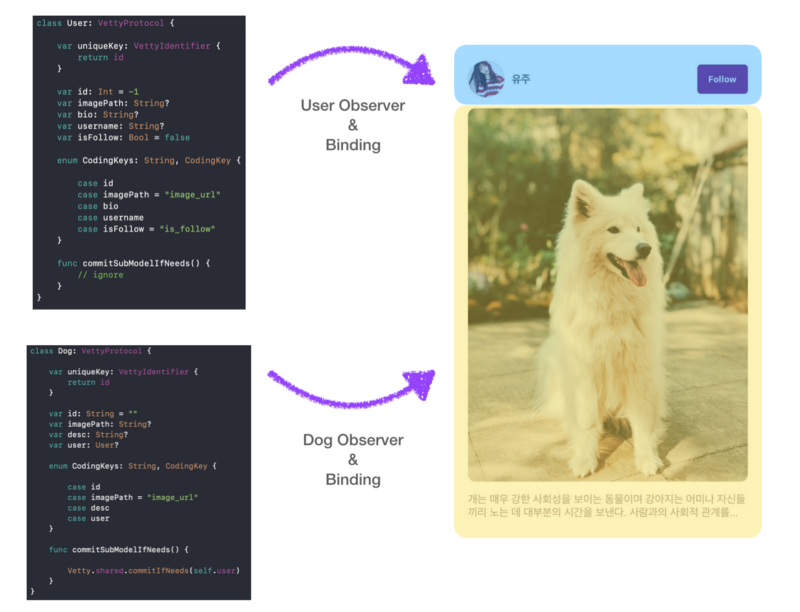 class User: VettyProtocol {
var uniqueKey: VettyIdentifier {
return id
}
var id: Int = -1
var imagePath: String?
var bio: String?
var username: String?
var isFollow: Bool = false
enum CodingKeys: String, CodingKey {
case id
case imagePath = "image_url"
case bio
case username
case isFollow = "is_follow"
}
func commitSubModelIfNeeds() {
// ignore
}
}
User Observer
&
Binding
유주
Follow
class Dog: VettyProtocol {
var uniqueKey: VettyIdentifier {
return id
}
var id: String = ""
var imagePath: String?
var desc: String?
var user: User?
enum CodingKeys: String, CodingKey {
case id
case imagePath = "image_url"
case desc
case user
}
func commitSubModelIfNeeds() {
Vetty.shared.commitIfNeeds(self.user)
}
}
Dog Observer
&
Binding
개는 매우 강한 사회성을 보이는 동물이며 강아지는 어미나 자신들
끼리 노는 데 대부분의 시간을 보낸다. 사람과의 사회적 관계를...